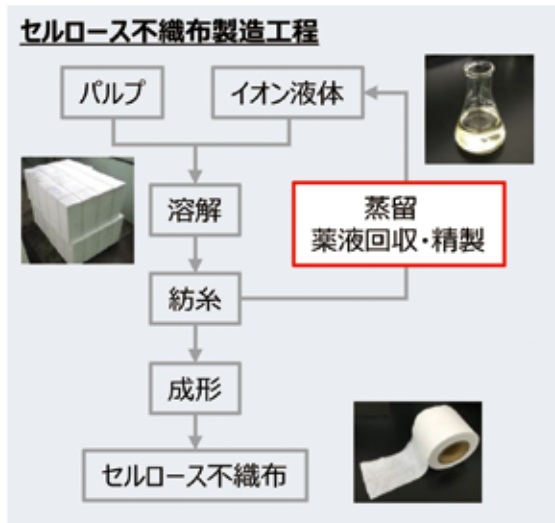 セルロース不織布製造工程
パルプ
イオン液体
溶解
蒸留
薬液回収・精製
紡糸
成形
セルロース不織布